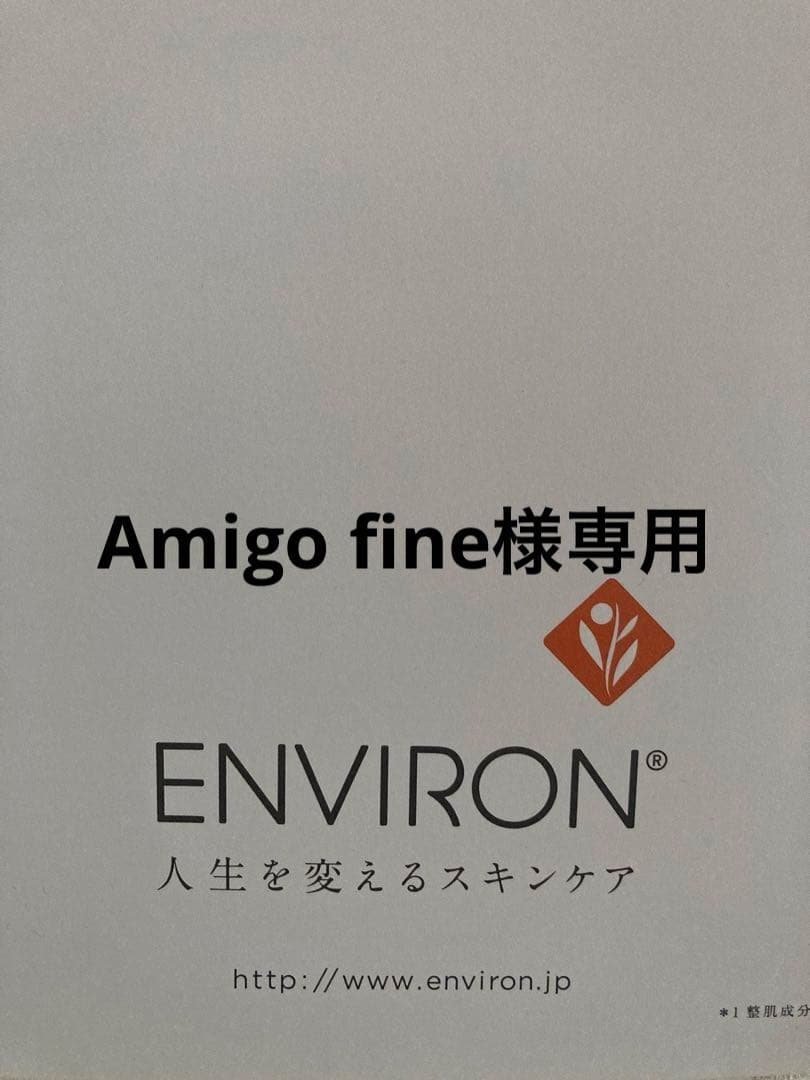 Amigo fine様専用
ENVIRON®
人生を変えるスキンケア
http://www.environ.jp
*1 整肌成分